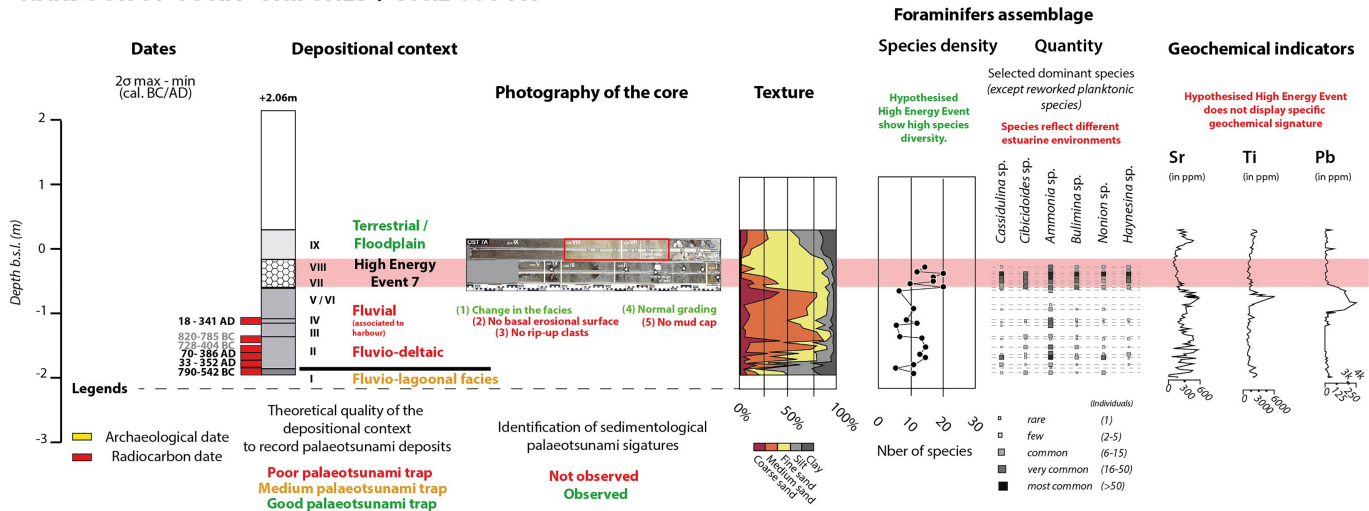 Foraminifers assemblage
Dates
Depositional context
Species density
Quantity
Geochemical indicators
2σ max - min
(cal. BC/AD)
+2.06m
Photography of the core
Texture
Hypothesised
High Energy Event
show high species
diversity.
Selected dominant species
(except reworked planktonic
species)
Species reflect different
estuarine environments
Hypothesised High Energy Event
does not display specific
geochemical signature
Sr
(in ppm)
Ti
(in ppm)
Pb
(in ppm)
Cassidulina sp.
Cibicidoides sp.
Ammonia sp.
Bulimina sp.
Nonion sp.
Haynesina sp.
Depth b.s.l. (m)
2
1
0
-1
-2
-3
IX
Terrestrial /
Floodplain
VIII
VII
High Energy
Event 7
V / VI
IV
III
Fluvial
(associated to
harbour)
II
Fluvio-deltaic
I
Fluvio-lagoonal facies
18 - 341 AD
820-785 BC
728-404 BC
70-386 AD
33 - 352 AD
790-542 BC
(1) Change in the facies
(2) No basal erosional surface
(3) No rip-up clasts
(4) Normal grading
(5) No mud cap
Legends
Archaeological date
Radiocarbon date
Theoretical quality of the
depositional context
to record palaeotsunami deposits
Poor palaeotsunami trap
Medium palaeotsunami trap
Good palaeotsunami trap
Identification of sedimentological
palaeotsunami sigatures
Not observed
Observed
0%
50%
100%
Coarse sand
Medium sand
Fine sand
Silt
Clay
0
10
20
30
Nber of species
(Individuals)
rare (1)
few (2-5)
common (6-15)
very common (16-50)
most common (>50)
0
300
600
0
3000
6000
0
125
250
3k
4k